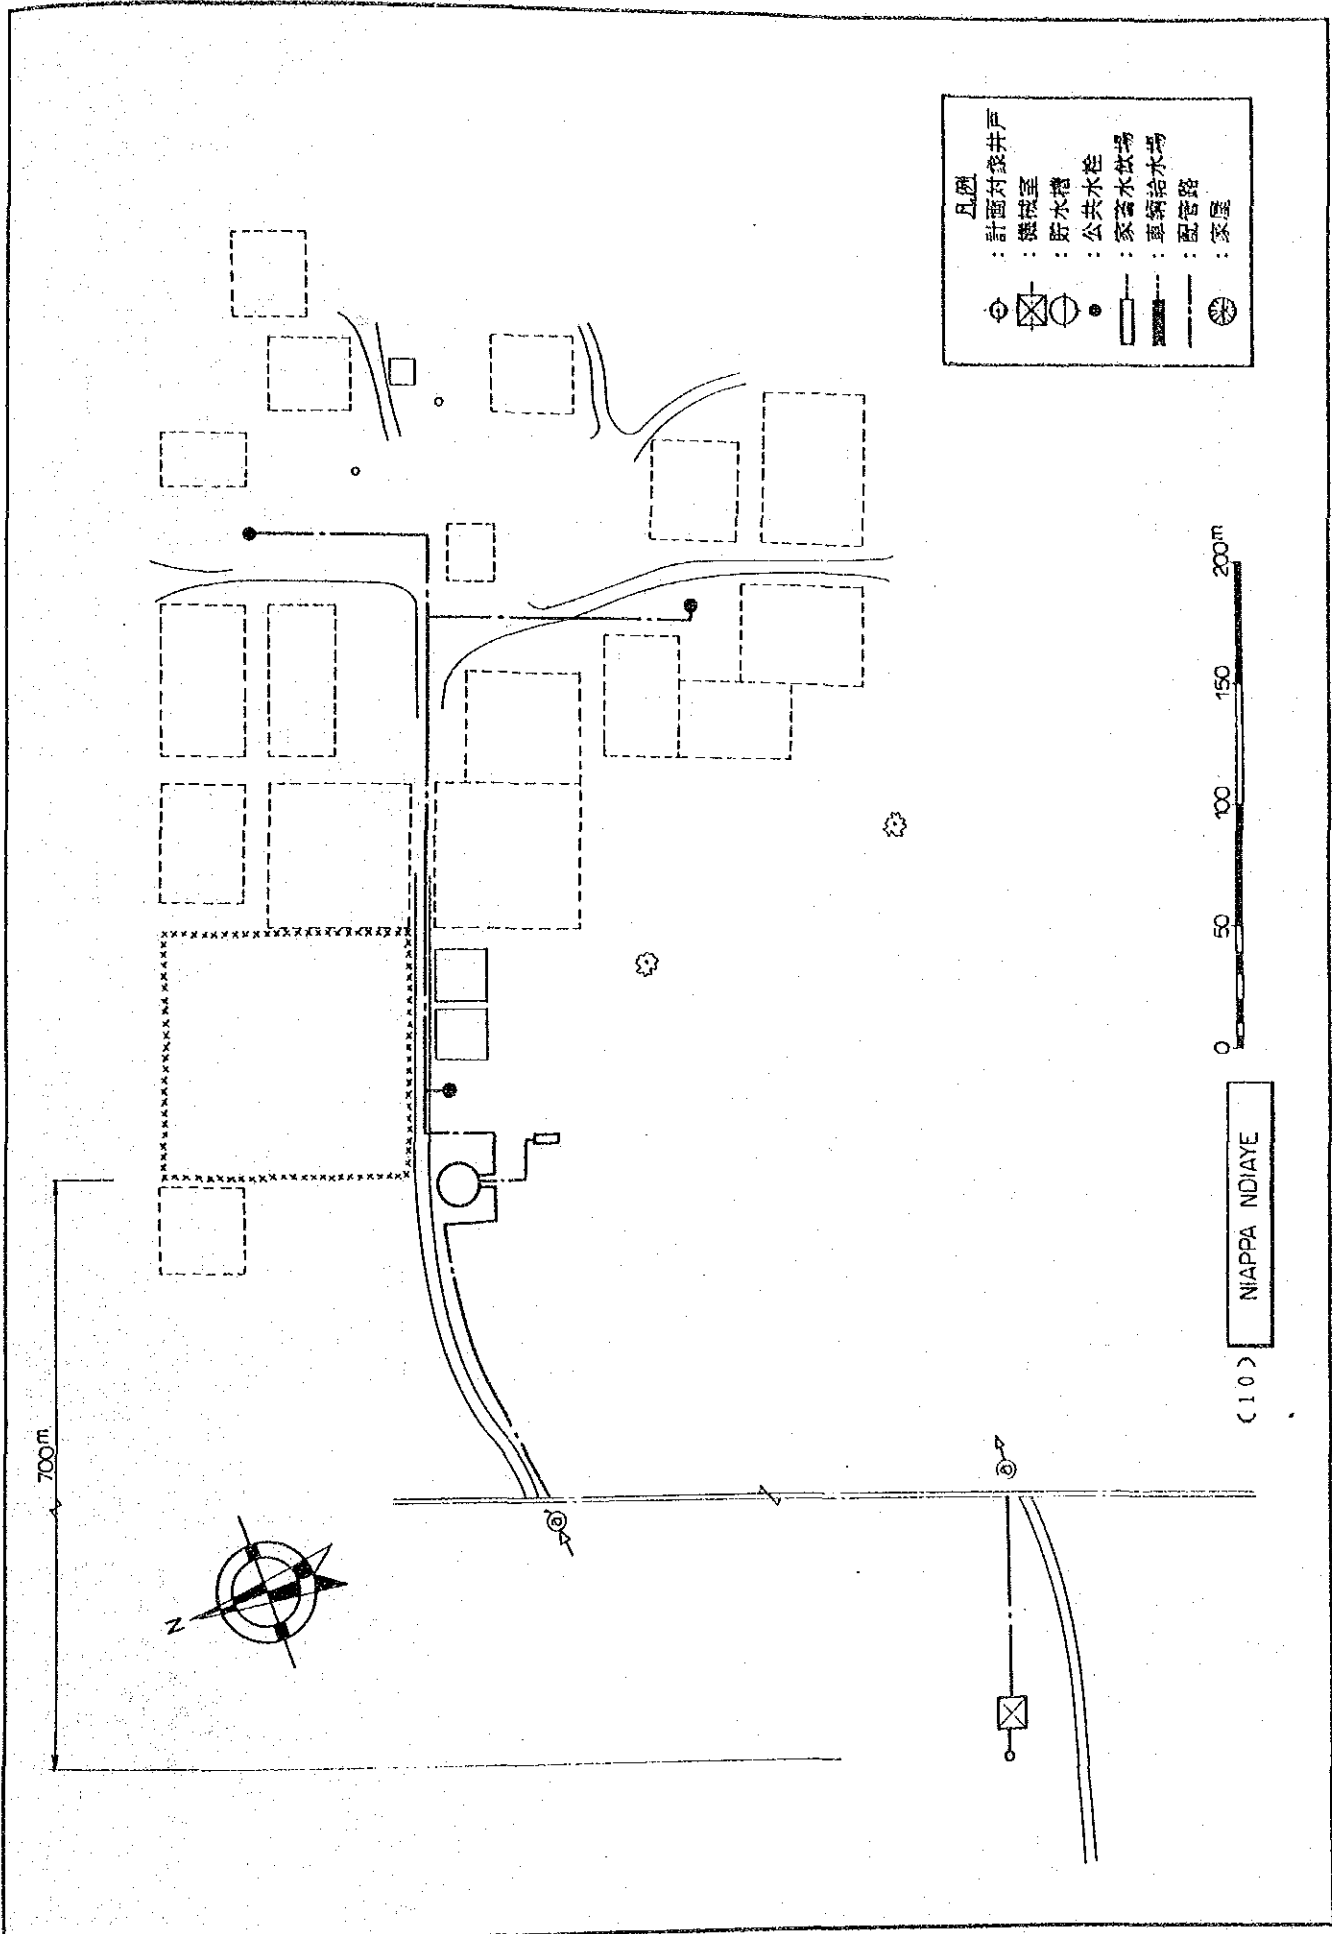 凡例
: 計画対象井戸
: 機械室
: 貯水槽
: 公共水栓
: 家畜水飲場
: 車輌給水場
: 配管路
: 家屋
700m
N
ⓐ
ⓐ
0 50 100 150 200m
(10) NIAPPA NDIAYE